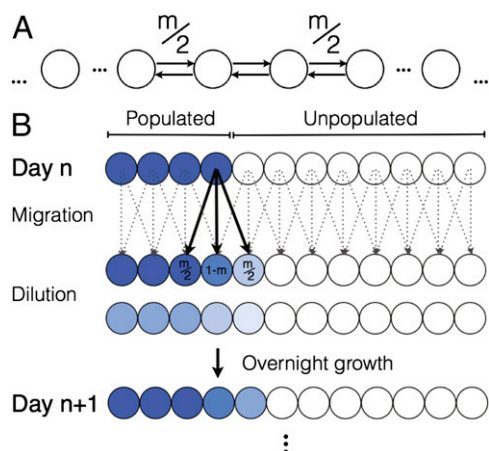 A
m/2 m/2
... ... ... ...
B
Populated Unpopulated
Day n
Migration
m/2 1-m m/2
Dilution
Overnight growth
Day n+1